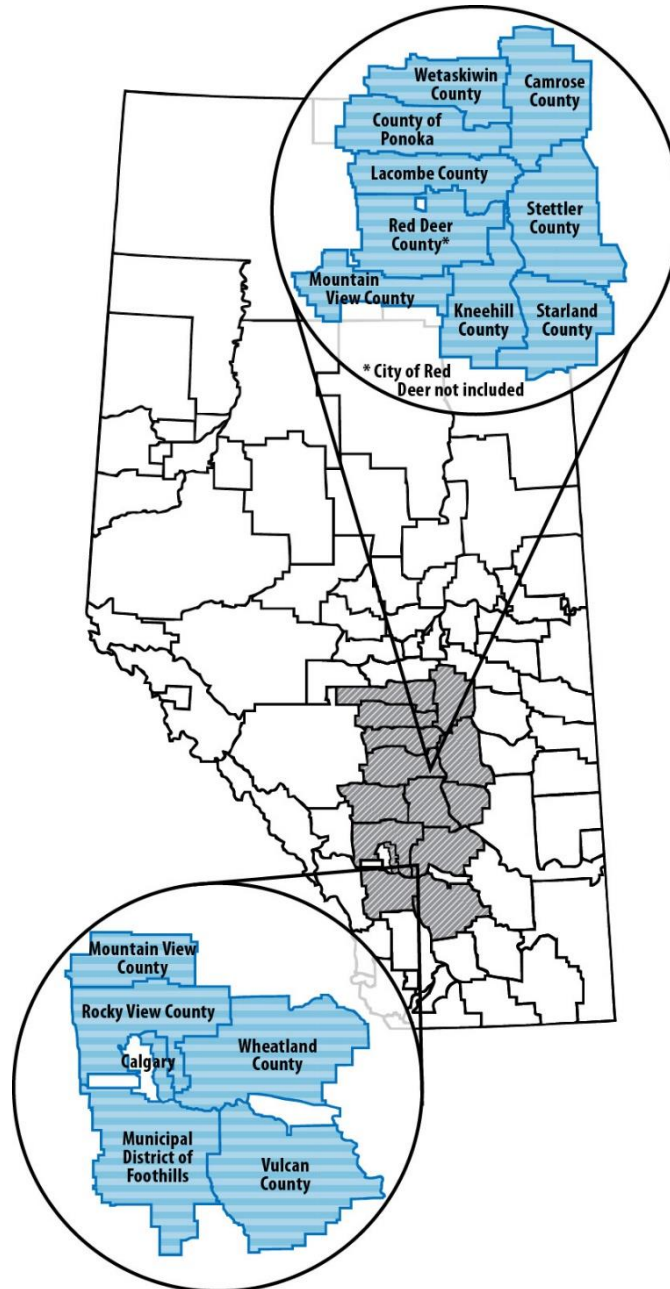 Wetaskiwin
County
Camrose
County
County of
Ponoka
Lacombe County
Red Deer
County*
Stettler
County
Mountain
View County
Kneehill
County
Starland
County
* City of Red
Deer not included
Mountain View
County
Rocky View County
Calgary
Wheatland
County
Municipal
District of
Foothills
Vulcan
County